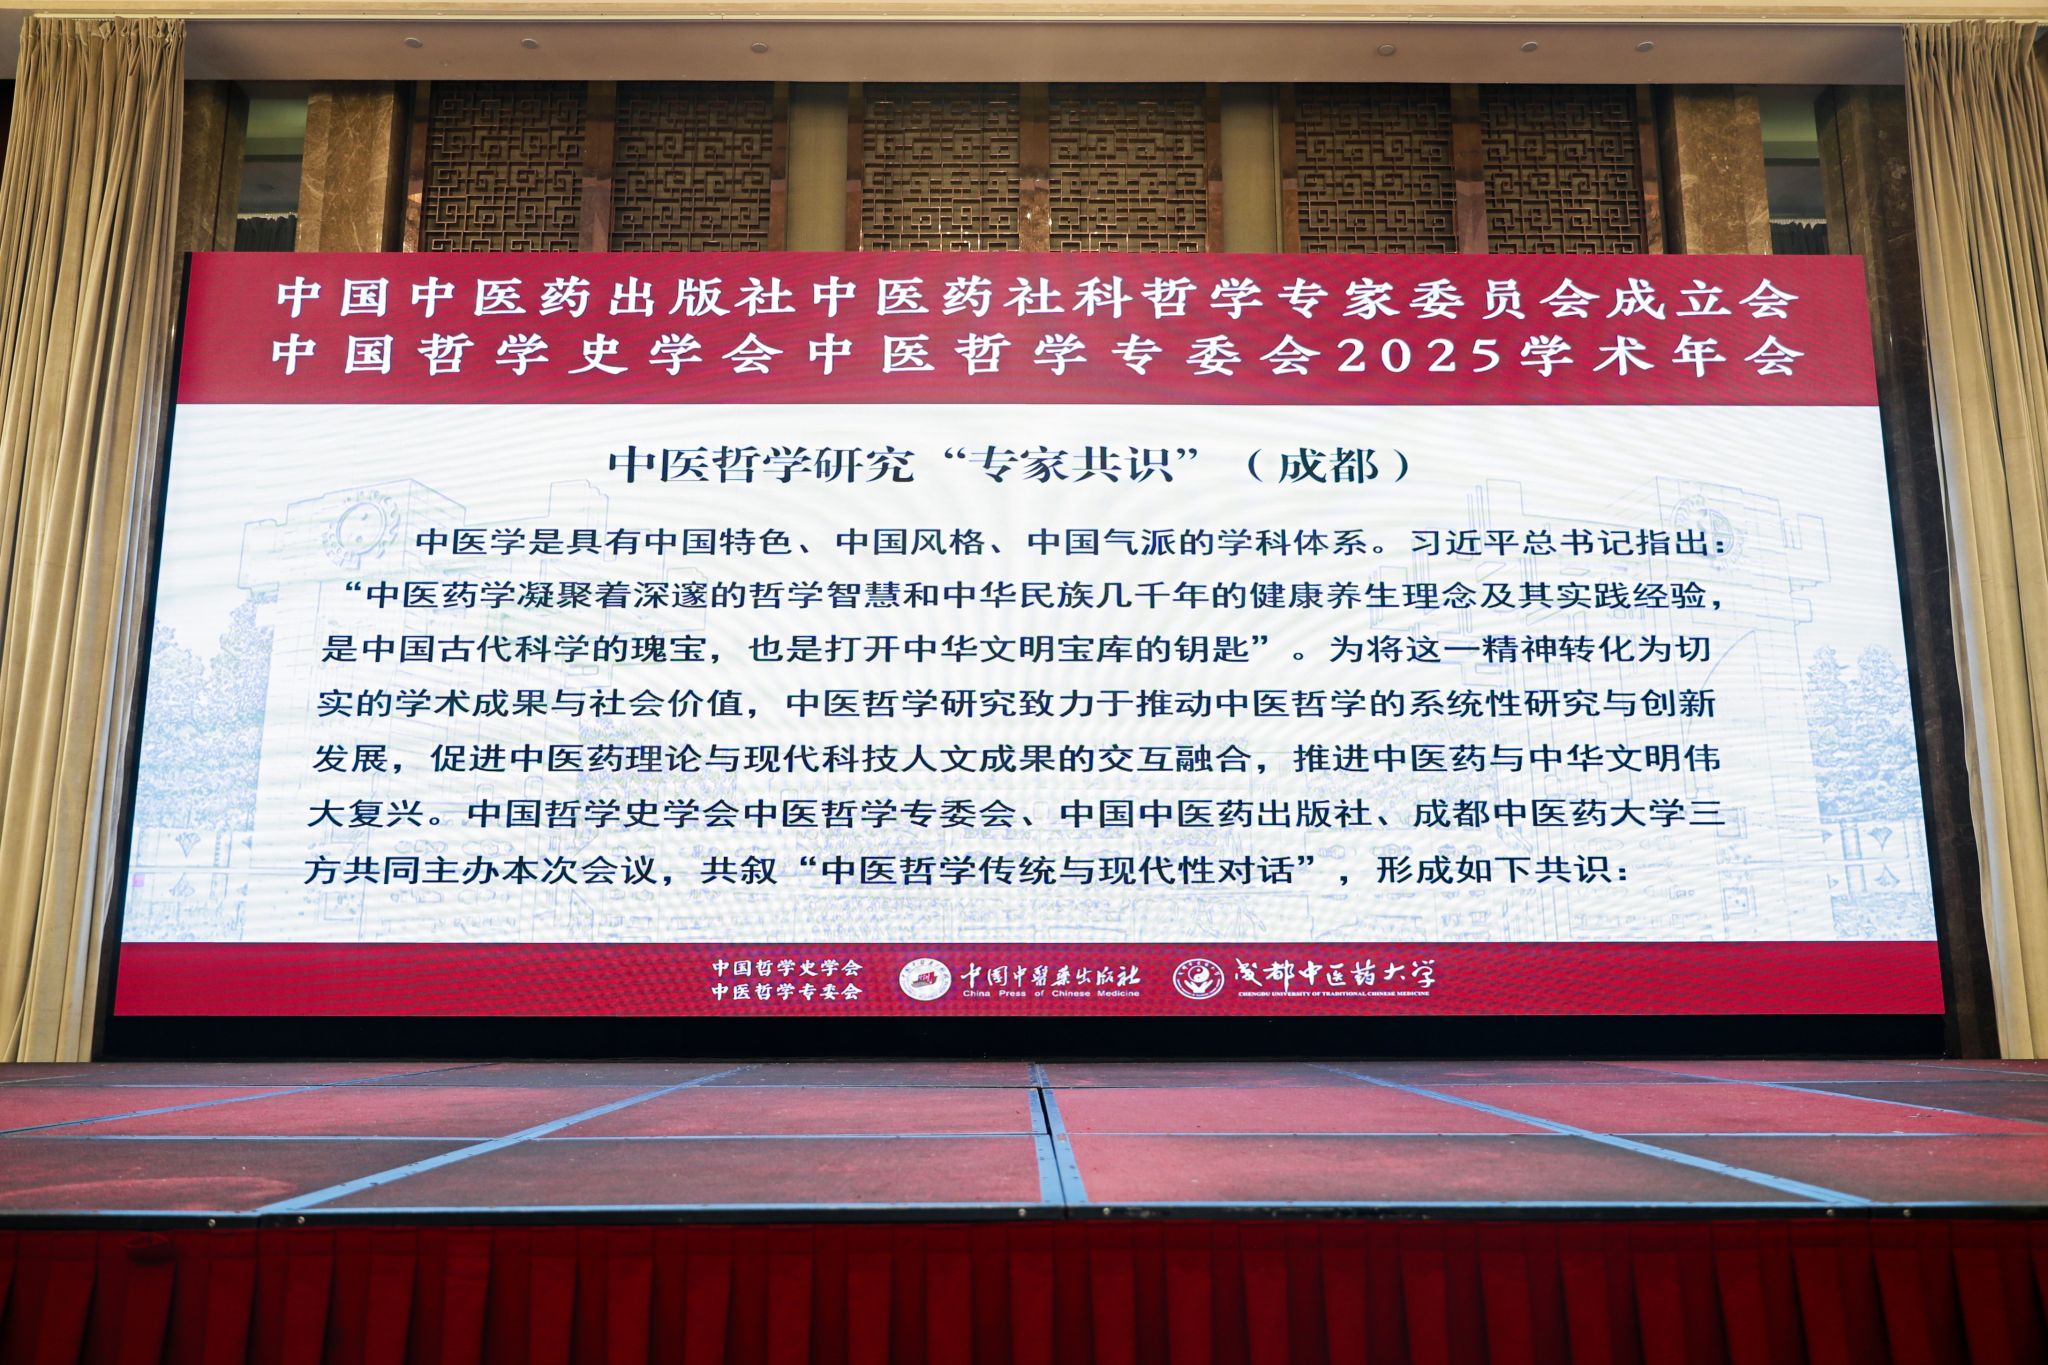 中国中医药出版社中医药社科哲学专家委员会成立会
中国哲学史学会中医哲学专委会2025学术年会
中医哲学研究“专家共识”（成都）
中医学是具有中国特色、中国风格、中国气派的学科体系。习近平总书记指出：
“中医药学凝聚着深邃的哲学智慧和中华民族几千年的健康养生理念及其实践经验，
是中国古代科学的瑰宝，也是打开中华文明宝库的钥匙”。为将这一精神转化为切
实的学术成果与社会价值，中医哲学研究致力于推动中医哲学的系统性研究与创新
发展，促进中医药理论与现代科技人文成果的交互融合，推进中医药与中华文明伟
大复兴。中国哲学史学会中医哲学专委会、中国中医药出版社、成都中医药大学三
方共同主办本次会议，共叙“中医哲学传统与现代性对话”，形成如下共识：
中国哲学史学会
中医哲学专委会
中国中醫藥出版社
China Press of Chinese Medicine
成都中医药大学
CHENGDU UNIVERSITY OF TRADITIONAL CHINESE MEDICINE